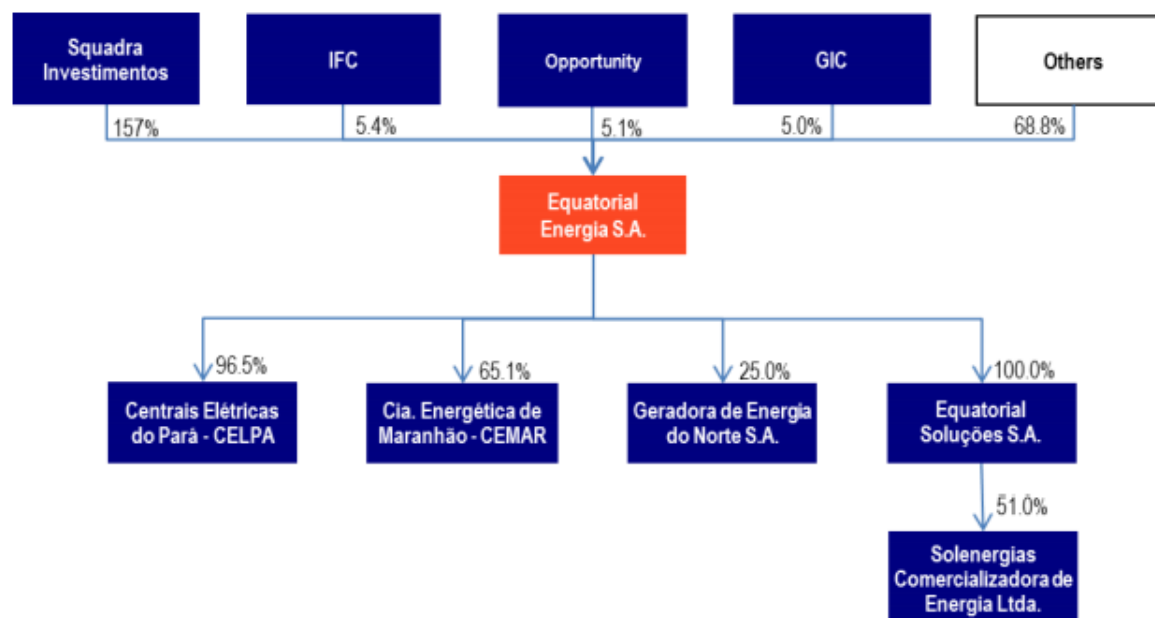 Squadra
Investimentos
IFC
Opportunity
GIC
Others
157%
5.4%
5.1%
5.0%
68.8%
Equatorial
Energia S.A.
96.5%
65.1%
25.0%
100.0%
Centrais Elétricas
do Pará - CELPA
Cia. Energética de
Maranhão - CEMAR
Geradora de Energia
do Norte S.A.
Equatorial
Soluções S.A.
51.0%
Solenergias
Comercializadora de
Energia Ltda.